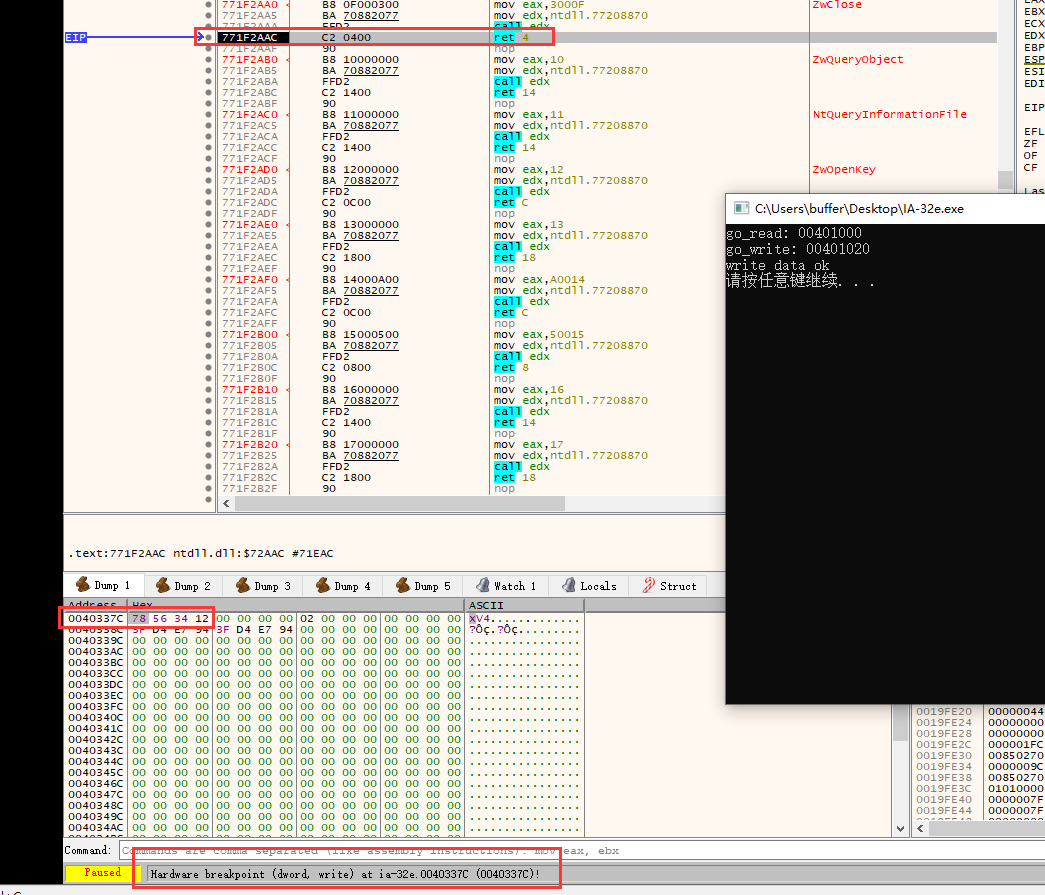 771F2AA0 B8 0F000300 mov eax,3000F ZwClose
771F2AA5 BA 70882077 mov edx,ntdll.77208870
771F2AAA FFD2 call edx
EIP 771F2AAC C2 0400 ret 4
771F2AAF 90 nop
771F2AB0 B8 10000000 mov eax,10 ZwQueryObject
771F2AB5 BA 70882077 mov edx,ntdll.77208870
771F2ABA FFD2 call edx
771F2ABC C2 1400 ret 14
771F2ABF 90 nop
771F2AC0 B8 11000000 mov eax,11 NtQueryInformationFile
771F2AC5 BA 70882077 mov edx,ntdll.77208870
771F2ACA FFD2 call edx
771F2ACC C2 1400 ret 14
771F2ACF 90 nop
771F2AD0 B8 12000000 mov eax,12 ZwOpenKey
771F2AD5 BA 70882077 mov edx,ntdll.77208870
771F2ADA FFD2 call edx
771F2ADC C2 0C00 ret C
771F2ADF 90 nop
771F2AE0 B8 13000000 mov eax,13
771F2AE5 BA 70882077 mov edx,ntdll.77208870
771F2AEA FFD2 call edx
771F2AEC C2 1800 ret 18
771F2AEF 90 nop
771F2AF0 B8 14000A00 mov eax,A0014
771F2AF5 BA 70882077 mov edx,ntdll.77208870
771F2AFA FFD2 call edx
771F2AFC C2 0C00 ret C
771F2AFF 90 nop
771F2B00 B8 15000500 mov eax,50015
771F2B05 BA 70882077 mov edx,ntdll.77208870
771F2B0A FFD2 call edx
771F2B0C C2 0800 ret 8
771F2B0F 90 nop
771F2B10 B8 16000000 mov eax,16
771F2B15 BA 70882077 mov edx,ntdll.77208870
771F2B1A FFD2 call edx
771F2B1C C2 1400 ret 14
771F2B1F 90 nop
771F2B20 B8 17000000 mov eax,17
771F2B25 BA 70882077 mov edx,ntdll.77208870
771F2B2A FFD2 call edx
771F2B2C C2 1800 ret 18
771F2B2F 90 nop
EBX
ECX
EDX
EBP
ESP
ESI
EDI
EIP
EFL
ZF
OF
CF
Las
C:\Users\buffer\Desktop\IA-32e.exe
go_read: 00401000
go_write: 00401020
write data ok
请按任意键继续. . .
.text:771F2AAC ntdll.dll:$72AAC #71EAC
Dump 1 Dump 2 Dump 3 Dump 4 Dump 5 Watch 1 Locals Struct
Address Hex ASCII
0040337C 78 56 34 12 00 00 00 00 02 00 00 00 00 00 00 00 xV4.............
0040338C 3F D4 E7 94 3F D4 E7 94 00 00 00 00 00 00 00 00 ?Ôç.?Ôç.........
0040339C 00 00 00 00 00 00 00 00 00 00 00 00 00 00 00 00 ................
004033AC 00 00 00 00 00 00 00 00 00 00 00 00 00 00 00 00 ................
004033BC 00 00 00 00 00 00 00 00 00 00 00 00 00 00 00 00 ................
004033CC 00 00 00 00 00 00 00 00 00 00 00 00 00 00 00 00 ................
004033DC 00 00 00 00 00 00 00 00 00 00 00 00 00 00 00 00 ................
004033EC 00 00 00 00 00 00 00 00 00 00 00 00 00 00 00 00 ................
004033FC 00 00 00 00 00 00 00 00 00 00 00 00 00 00 00 00 ................
0040340C 00 00 00 00 00 00 00 00 00 00 00 00 00 00 00 00 ................
0040341C 00 00 00 00 00 00 00 00 00 00 00 00 00 00 00 00 ................
0040342C 00 00 00 00 00 00 00 00 00 00 00 00 00 00 00 00 ................
0040343C 00 00 00 00 00 00 00 00 00 00 00 00 00 00 00 00 ................
0040344C 00 00 00 00 00 00 00 00 00 00 00 00 00 00 00 00 ................
0040345C 00 00 00 00 00 00 00 00 00 00 00 00 00 00 00 00 ................
0040346C 00 00 00 00 00 00 00 00 00 00 00 00 00 00 00 00 ................
0040347C 00 00 00 00 00 00 00 00 00 00 00 00 00 00 00 00 ................
0040348C 00 00 00 00 00 00 00 00 00 00 00 00 00 00 00 00 ................
0040349C 00 00 00 00 00 00 00 00 00 00 00 00 00 00 00 00 ................
004034AC 00 00 00 00 00 00 00 00 00 00 00 00 00 00 00 00 ................
0019FE20 00000044
0019FE24 00000000
0019FE28 00000000
0019FE2C 000001FC
0019FE30 00850270
0019FE34 0000009C
0019FE38 00850270
0019FE3C 01010000
0019FE40 0000007F
0019FE44 0000007F
Command: Commands are comma separated (like assembly instructions): mov eax, ebx
Paused Hardware breakpoint (dword, write) at ia-32e.0040337C (0040337C)!